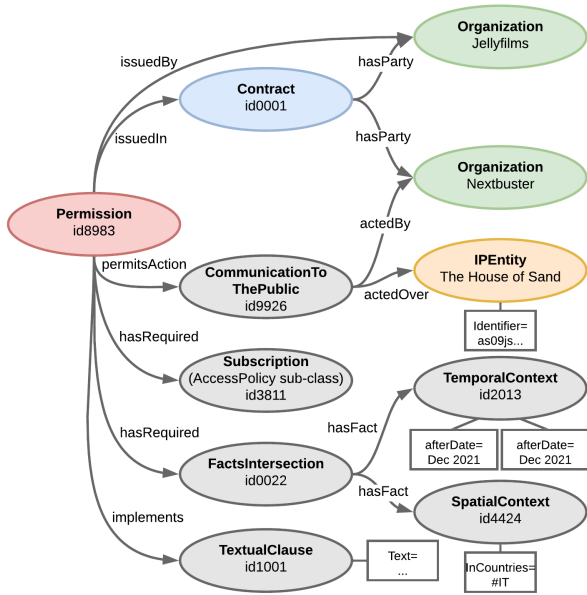 Organization
Jellyfilms
issuedBy
hasParty
Contract
id0001
issuedIn
hasParty
Organization
Nextbuster
Permission
id8983
actedBy
permitsAction
CommunicationTo
ThePublic
id9926
IPEntity
The House of Sand
actedOver
Identifier=
as09js...
hasRequired
Subscription
(AccessPolicy sub-class)
id3811
TemporalContext
id2013
hasFact
hasRequired
afterDate=
Dec 2021
afterDate=
Dec 2021
FactsIntersection
id0022
hasFact
SpatialContext
id4424
implements
TextualClause
id1001
Text=
...
InCountries=
#IT